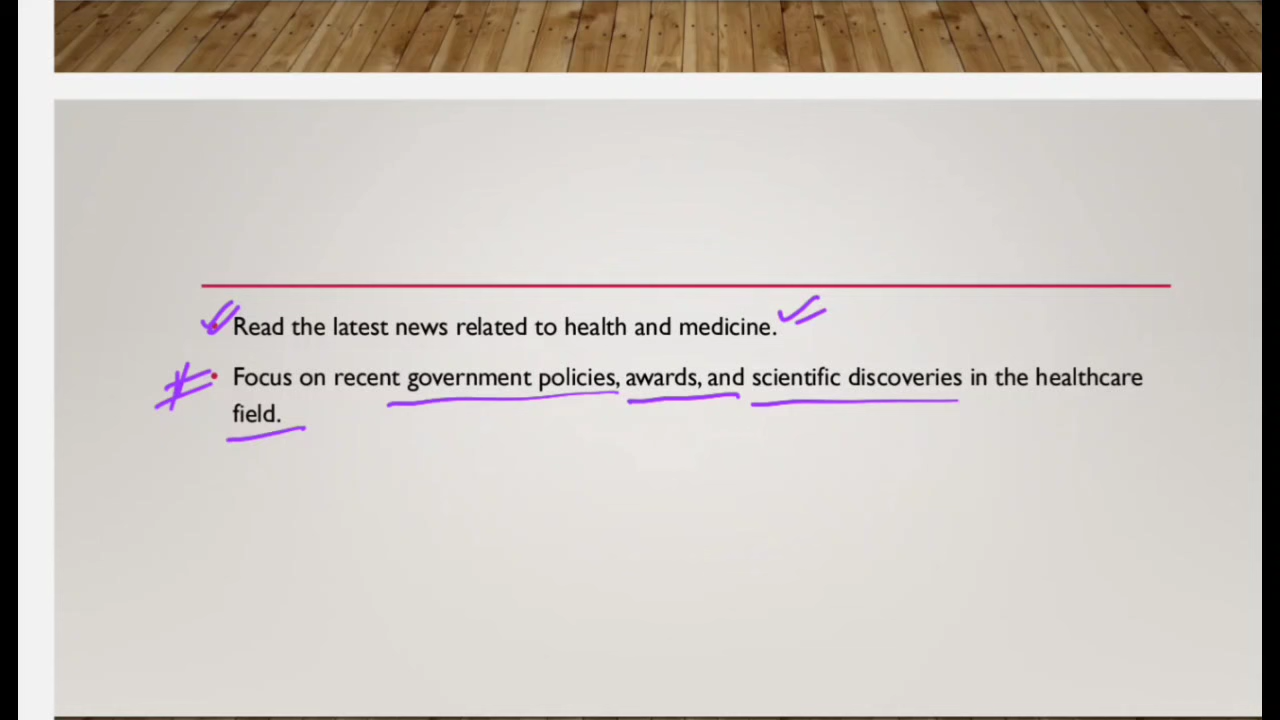 Read the latest news related to health and medicine.
Focus on recent government policies, awards, and scientific discoveries in the healthcare
field.